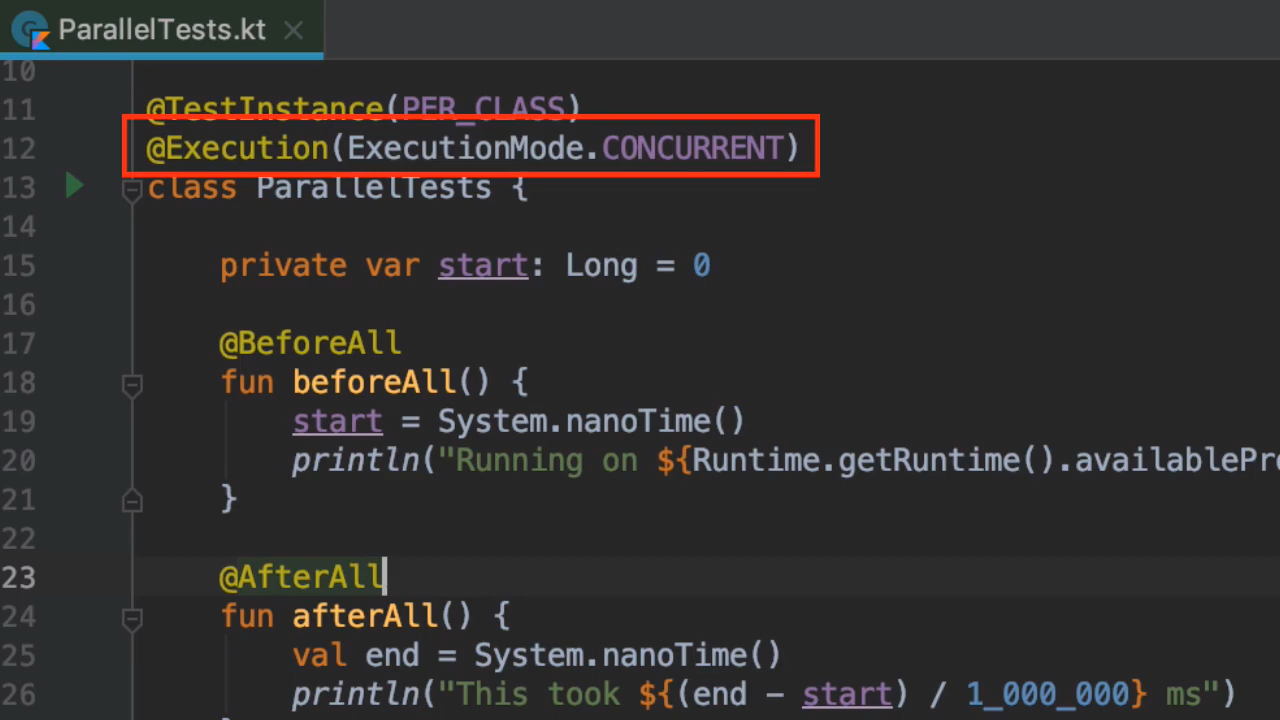 ParallelTests.kt
10
11 @TestInstance(PER_CLASS)
12 @Execution(ExecutionMode.CONCURRENT)
13 class ParallelTests {
14
15 private var start: Long = 0
16
17 @BeforeAll
18 fun beforeAll() {
19 start = System.nanoTime()
20 println("Running on ${Runtime.getRuntime().availablePro
21 }
22
23 @AfterAll
24 fun afterAll() {
25 val end = System.nanoTime()
26 println("This took ${(end - start) / 1_000_000} ms")